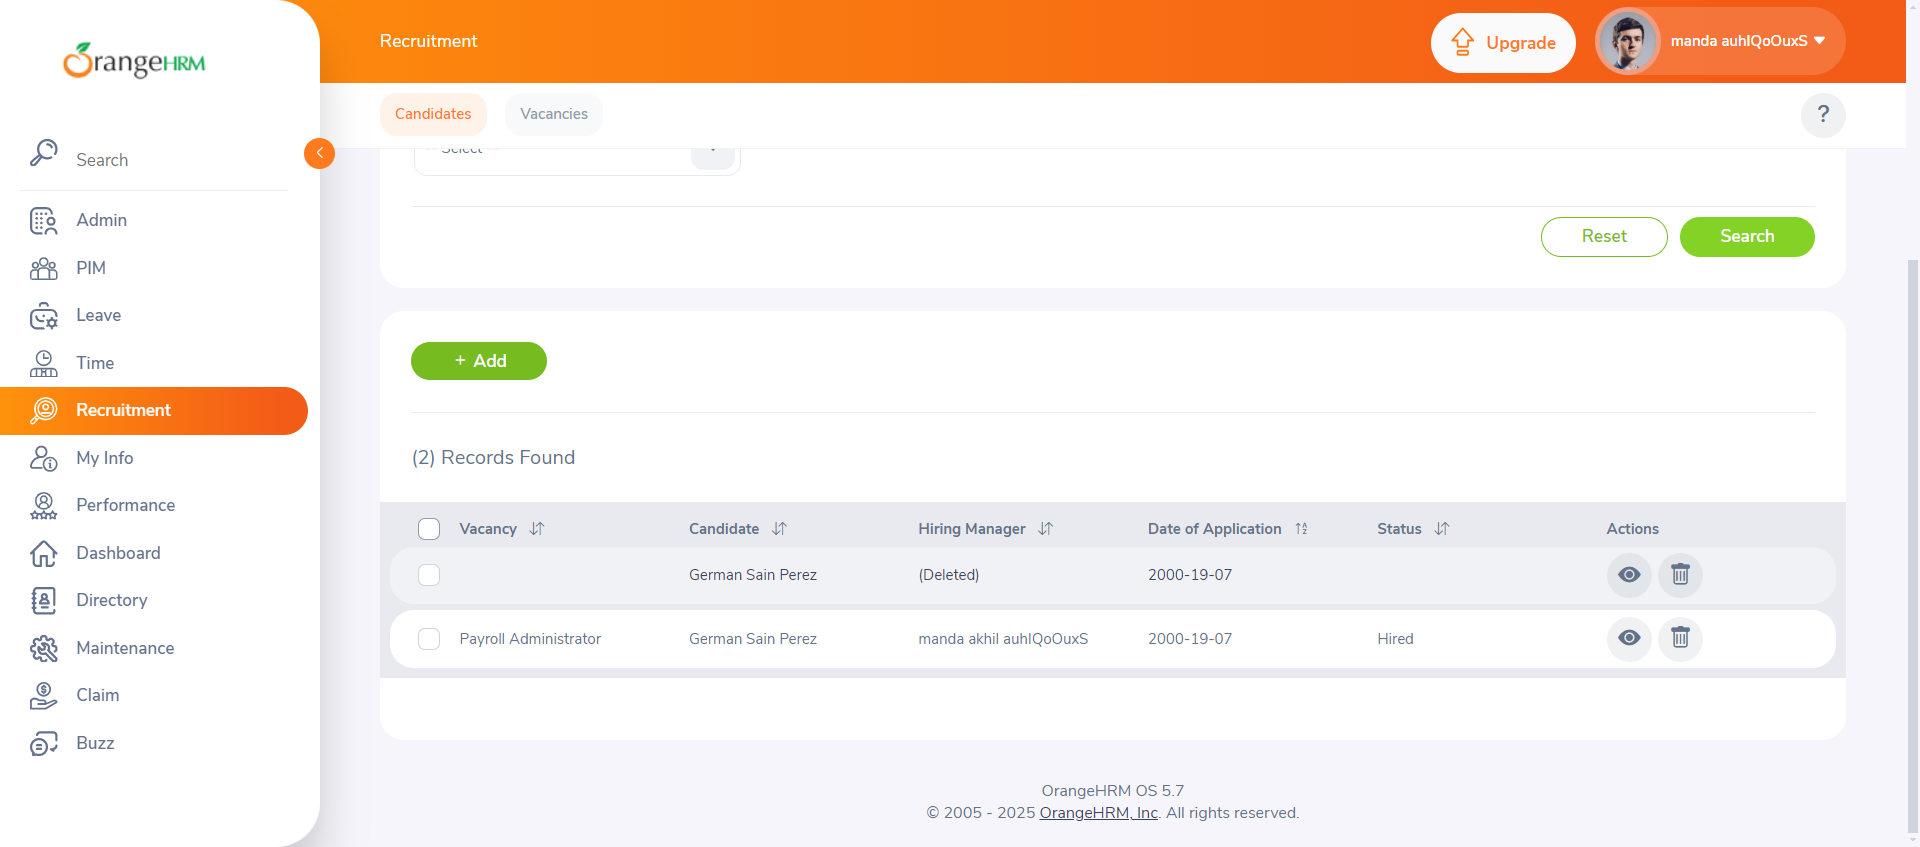 OrangeHRM
Recruitment
Upgrade
manda auhIQoOuxS
Candidates
Vacancies
?
-- Select --
Search
Admin
PIM
Leave
Time
Recruitment
My Info
Performance
Dashboard
Directory
Maintenance
Claim
Buzz
Reset
Search
+ Add
(2) Records Found
Vacancy Candidate Hiring Manager Date of Application Status Actions
German Sain Perez (Deleted) 2000-19-07
Payroll Administrator German Sain Perez manda akhil auhIQoOuxS 2000-19-07 Hired
OrangeHRM OS 5.7
© 2005 - 2025 OrangeHRM, Inc. All rights reserved.